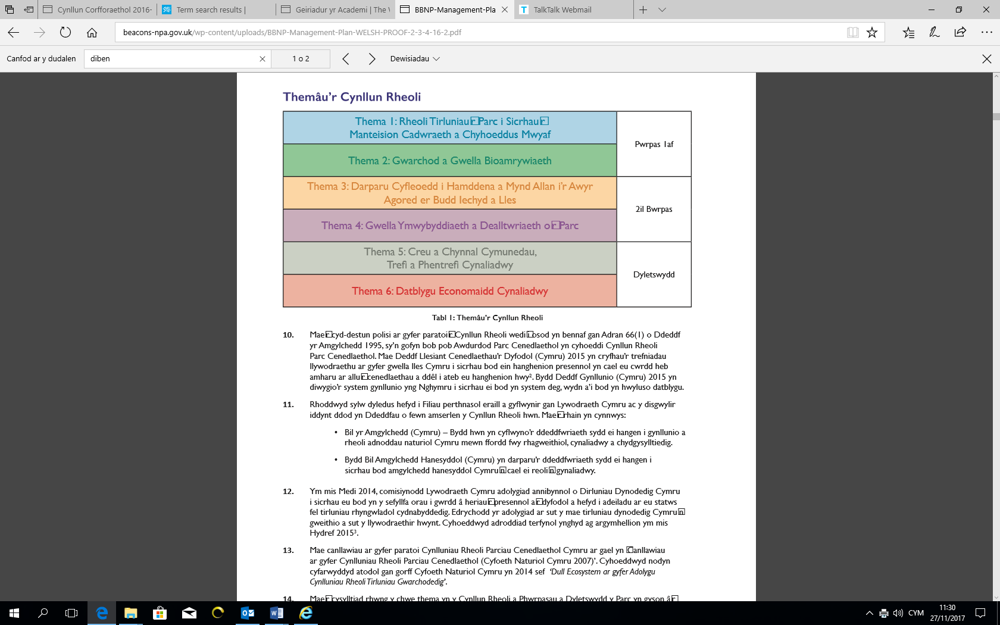 Cynllun Corfforaethol 2016-
Term search results |
Geiriadur yr Academi | The W
BBNP-Management-Pla
TalkTalk Webmail
beacons-npa.gov.uk/wp-content/uploads/BBNP-Management-Plan-WELSH-PROOF-2-3-4-16-2.pdf
Canfod ar y dudalen
diben
1 o 2
Dewisiadau
Themâu'r Cynllun Rheoli
Thema 1: Rheoli Tirluniau r Parc i Sicrhau r
Manteision Cadwraeth a Chyhoeddus Mwyaf
Pwrpas 1af
Thema 2: Gwarchod a Gwella Bioamrywiaeth
Thema 3: Darparu Cyfleoedd i Hamddena a Mynd Allan i'r Awyr
Agored er Budd Iechyd a Lles
2il Bwrpas
Thema 4: Gwella Ymwybyddiaeth a Dealltwriaeth o r Parc
Thema 5: Creu a Chynnal Cymunedau,
Trefi a Phentrefi Cynaliadwy
Dyletswydd
Thema 6: Datblygu Economaidd Cynaliadwy
Tabl 1: Themâu'r Cynllun Rheoli
10. Mae r cyd-destun polisi ar gyfer paratoi r Cynllun Rheoli wedi i osod yn bennaf gan Adran 66(1) o Ddeddf
yr Amgylchedd 1995, sy'n gofyn bob pob Awdurdod Parc Cenedlaethol yn cyhoeddi Cynllun Rheoli
Parc Cenedlaethol. Mae Deddf Llesiant Cenedlaethau'r Dyfodol (Cymru) 2015 yn cryfhau'r trefniadau
llywodraethu ar gyfer gwella lles Cymru i sicrhau bod ein hanghenion presennol yn cael eu cwrdd heb
amharu ar allu r cenedlaethau a ddêl i ateb eu hanghenion hwy². Bydd Deddf Gynllunio (Cymru) 2015 yn
diwygio'r system gynllunio yng Nghymru i sicrhau ei bod yn system deg, wydn a'i bod yn hwyluso datblygu.
11. Rhoddwyd sylw dyledus hefyd i Filiau perthnasol eraill a gyflwynir gan Lywodraeth Cymru ac y disgwylir
iddynt ddod yn Ddeddfau o fewn amserlen y Cynllun Rheoli hwn. Mae r rhain yn cynnwys:
• Bil yr Amgylchedd (Cymru) – Bydd hwn yn cyflwyno'r ddeddfwriaeth sydd ei hangen i gynllunio a
rheoli adnoddau naturiol Cymru mewn ffordd fwy rhagweithiol, cynaliadwy a chydgysylltiedig.
• Bydd Bil Amgylchedd Hanesyddol (Cymru) yn darparu'r ddeddfwriaeth sydd ei hangen i
sicrhau bod amgylchedd hanesyddol Cymru n cael ei reoli n gynaliadwy.
12. Ym mis Medi 2014, comisiynodd Lywodraeth Cymru adolygiad annibynnol o Dirluniau Dynodedig Cymru
i sicrhau eu bod yn y sefyllfa orau i gwrdd â heriau r presennol a r dyfodol a hefyd i adeiladu ar eu statws
fel tirluniau rhyngwladol cydnabyddedig. Edrychodd yr adolygiad ar sut y mae tirluniau dynodedig Cymru n
gweithio a sut y llywodraethir hwynt. Cyhoeddwyd adroddiad terfynol ynghyd ag argymhellion ym mis
Hydref 2015³.
13. Mae canllawiau ar gyfer paratoi Cynlluniau Rheoli Parciau Cenedlaethol Cymru ar gael yn Canllawiau
ar gyfer Cynlluniau Rheoli Parciau Cenedlaethol (Cyfoeth Naturiol Cymru 2007)'. Cyhoeddwyd nodyn
cyfarwyddyd atodol gan gorff Cyfoeth Naturiol Cymru yn 2014 sef 'Dull Ecosystem ar gyfer Adolygu
Cynlluniau Rheoli Tirluniau Gwarchodedig'.
14. Mae r cysylltiad rhwng y chwe thema yn y Cynllun Rheoli a Phwrpasau a Dyletswydd y Parc yn gyson â r
CYM
11:30
27/11/2017